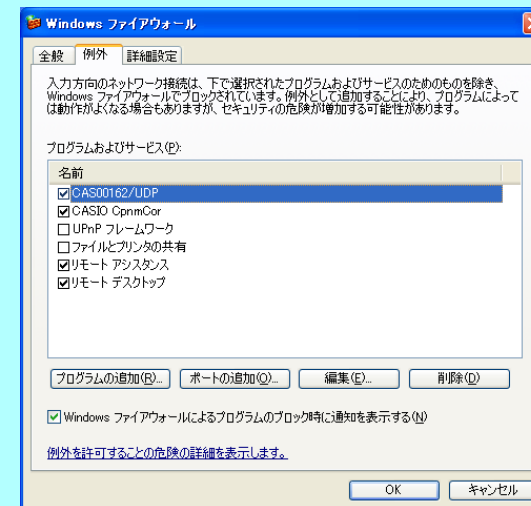 Windows ファイアウォール
全般 例外 詳細設定
入力方向のネットワーク接続は、下で選択されたプログラムおよびサービスのためのものを除き、
Windows ファイアウォールでブロックされています。例外として追加することにより、プログラムによって
は動作がよくなる場合もありますが、セキュリティの危険が増加する可能性があります。
プログラムおよびサービス(P):
名前
CAS00162/UDP
CASIO CpnmCor
UPnP フレームワーク
ファイルとプリンタの共有
リモート アシスタンス
リモート デスクトップ
プログラムの追加(R)... ポートの追加(O)... 編集(E)... 削除(D)
Windows ファイアウォールによるプログラムのブロック時に通知を表示する(N)
例外を許可することの危険の詳細を表示します。
OK キャンセル